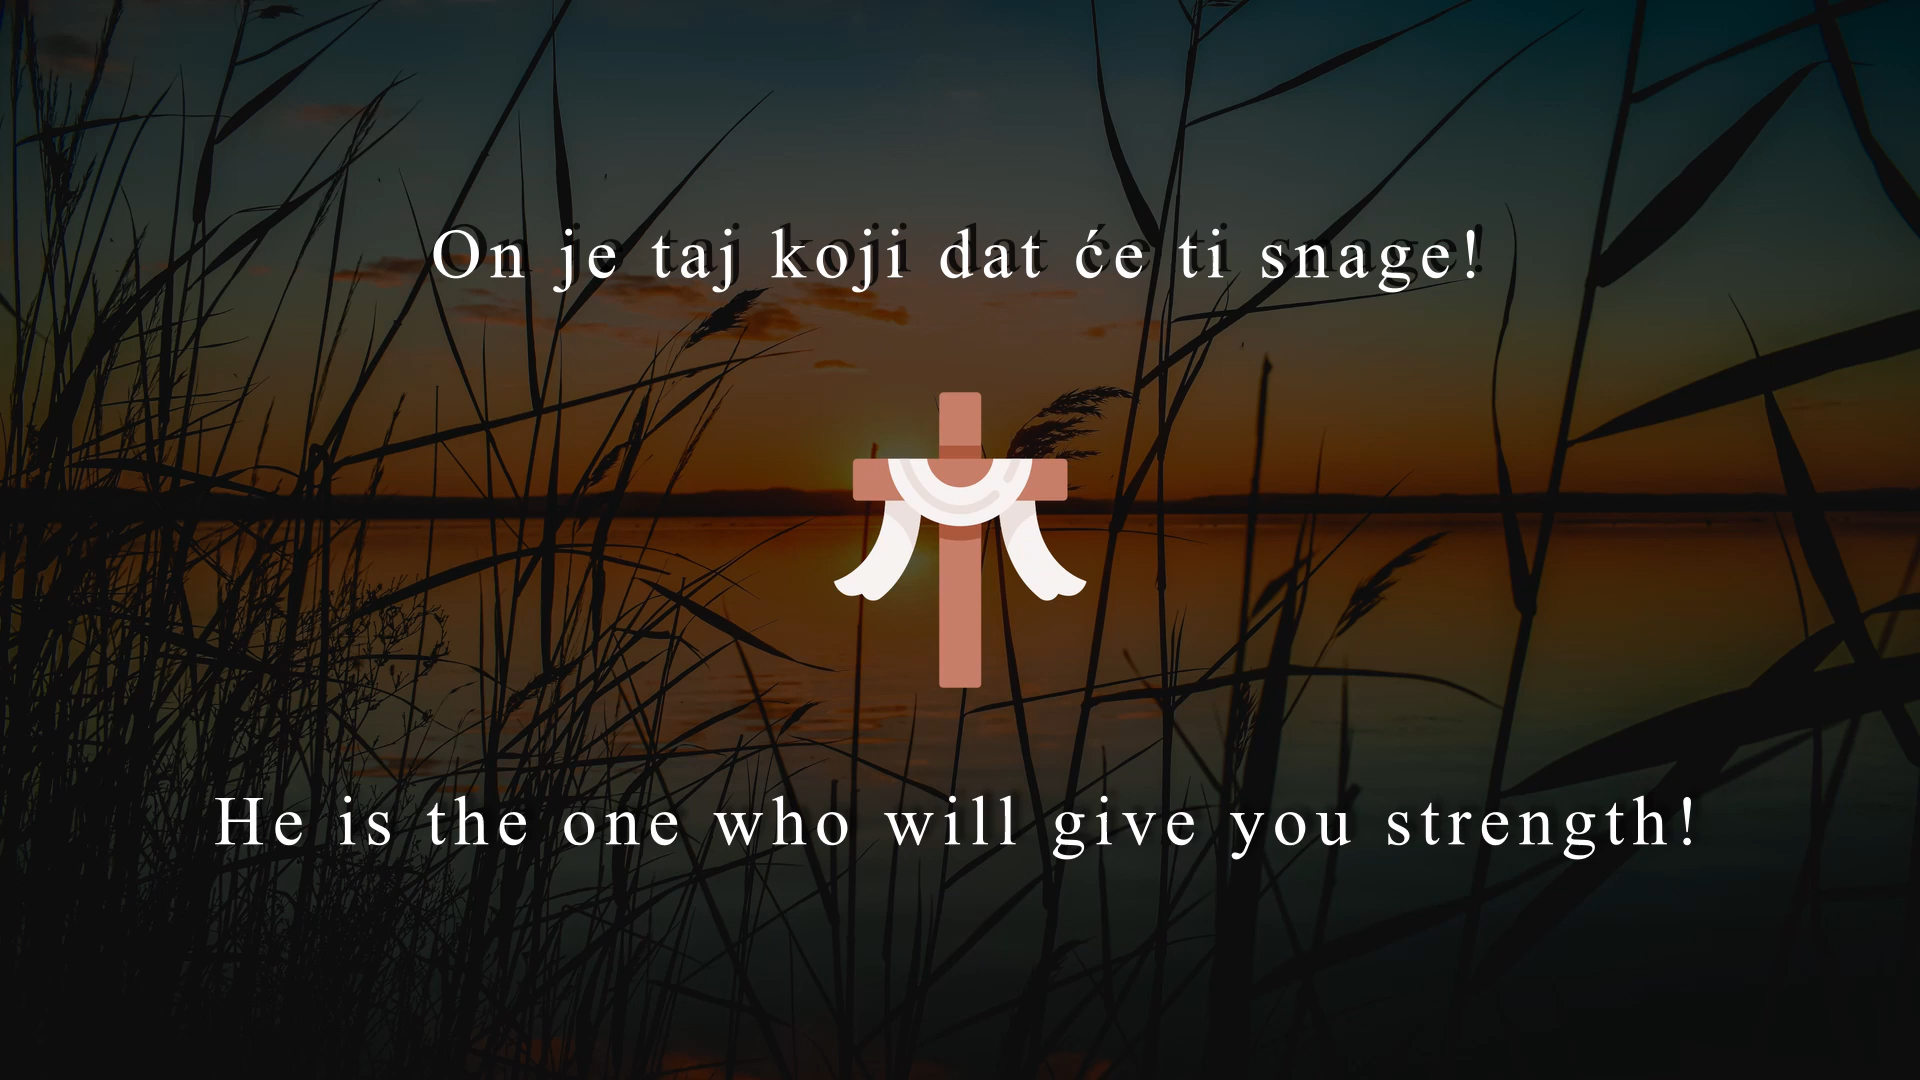 On je taj koji dat će ti snage!
He is the one who will give you strength!